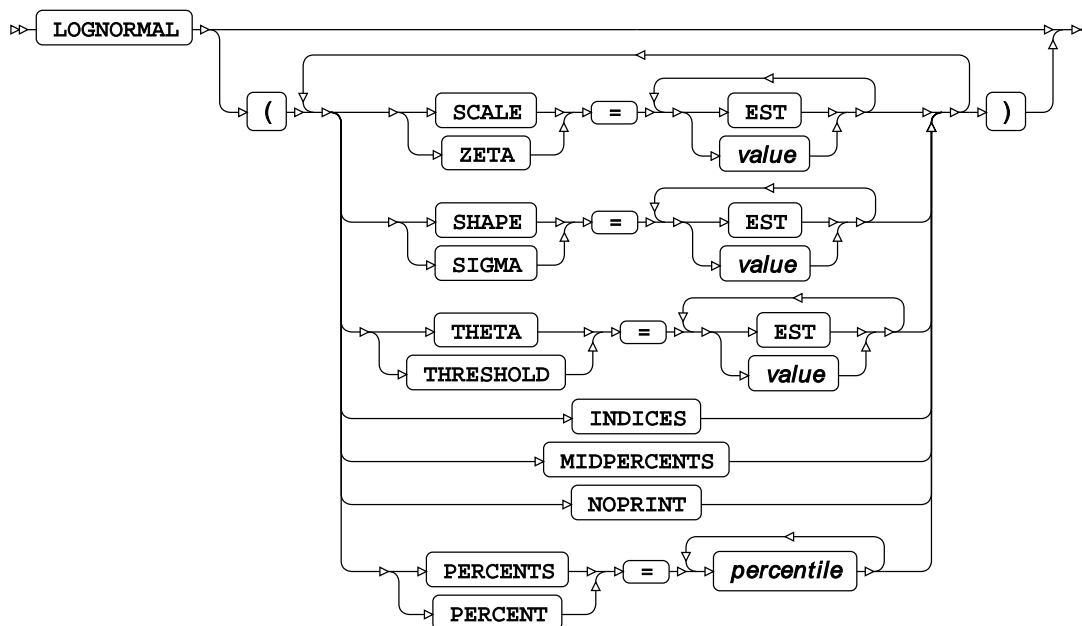 LOGNORMAL
( SCALE = EST )
ZETA value
SHAPE = EST
SIGMA value
THETA = EST
THRESHOLD value
INDICES
MIDPERCENTS
NOPRINT
PERCENTS = percentile
PERCENT